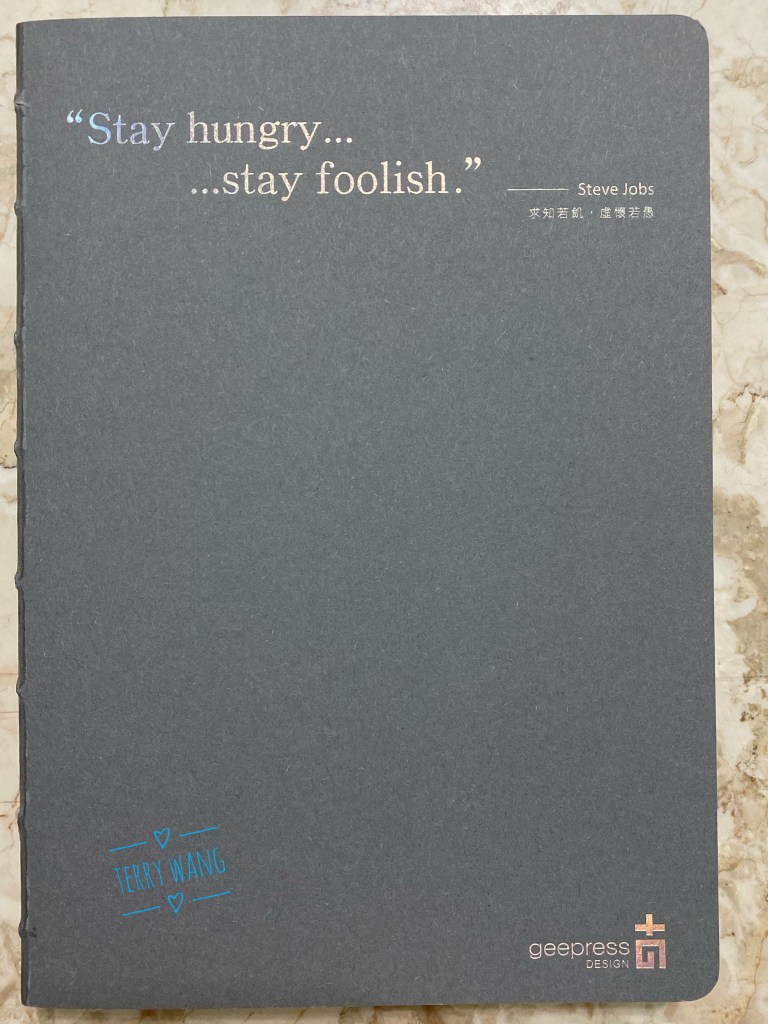 “Stay hungry...
...stay foolish.”
Steve Jobs
求知若飢，虛懷若愚
TERRY WANG
geepress
DESIGN